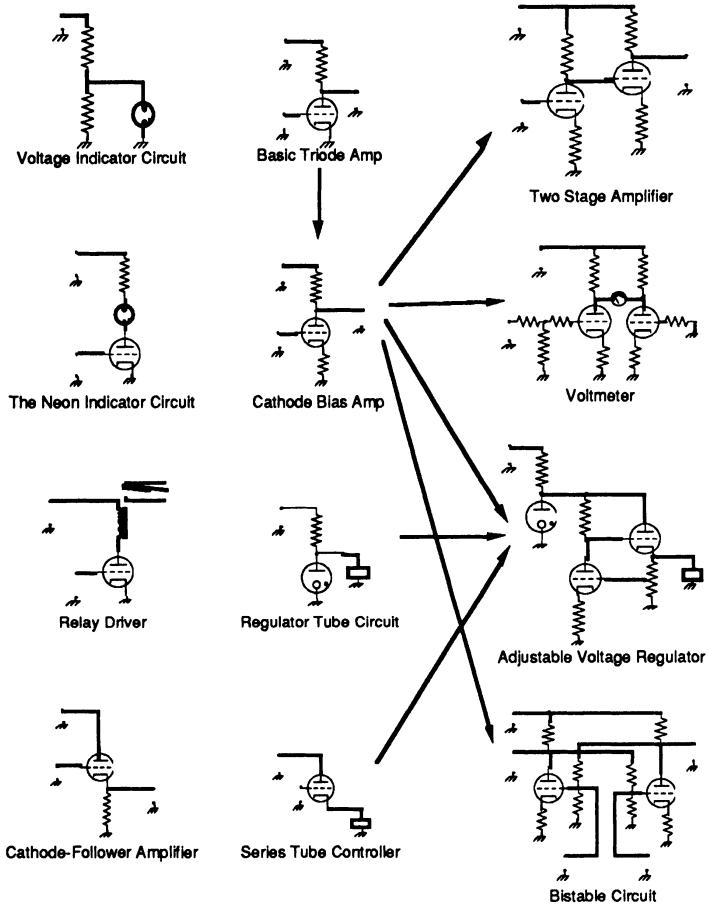 Voltage Indicator Circuit
Basic Triode Amp
Two Stage Amplifier
The Neon Indicator Circuit
Cathode Bias Amp
Voltmeter
Relay Driver
Regulator Tube Circuit
Adjustable Voltage Regulator
Cathode-Follower Amplifier
Series Tube Controller
Bistable Circuit